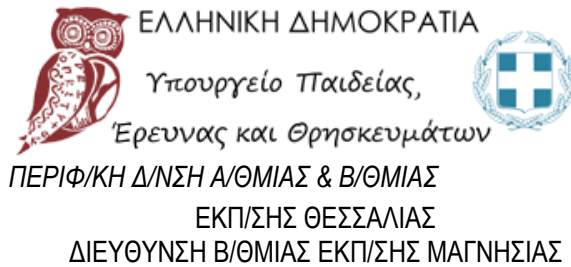 ΕΛΛΗΝΙΚΗ ΔΗΜΟΚΡΑΤΙΑ
Υπουργείο Παιδείας,
Έρευνας και Θρησκευμάτων
ΠΕΡΙΦ/ΚΗ Δ/ΝΣΗ Α/ΘΜΙΑΣ & Β/ΘΜΙΑΣ
ΕΚΠ/ΣΗΣ ΘΕΣΣΑΛΙΑΣ
ΔΙΕΥΘΥΝΣΗ Β/ΘΜΙΑΣ ΕΚΠ/ΣΗΣ ΜΑΓΝΗΣΙΑΣ